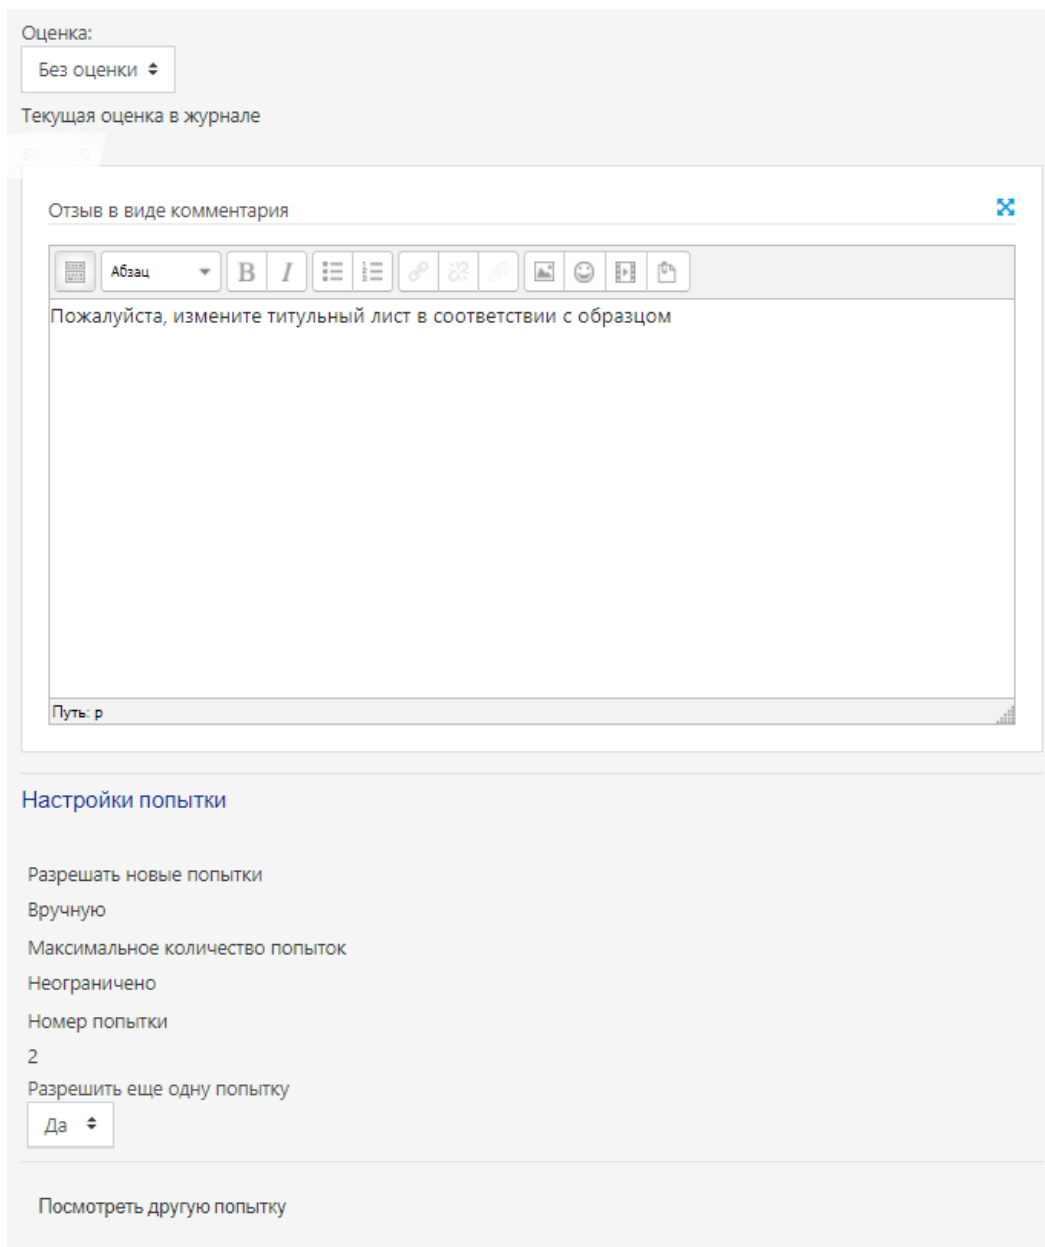 Оценка:
Без оценки
Текущая оценка в журнале
Отзыв в виде комментария
Абзац
B I
Пожалуйста, измените титульный лист в соответствии с образцом
Путь: p
Настройки попытки
Разрешать новые попытки
Вручную
Максимальное количество попыток
Неограничено
Номер попытки
2
Разрешить еще одну попытку
Да
Посмотреть другую попытку